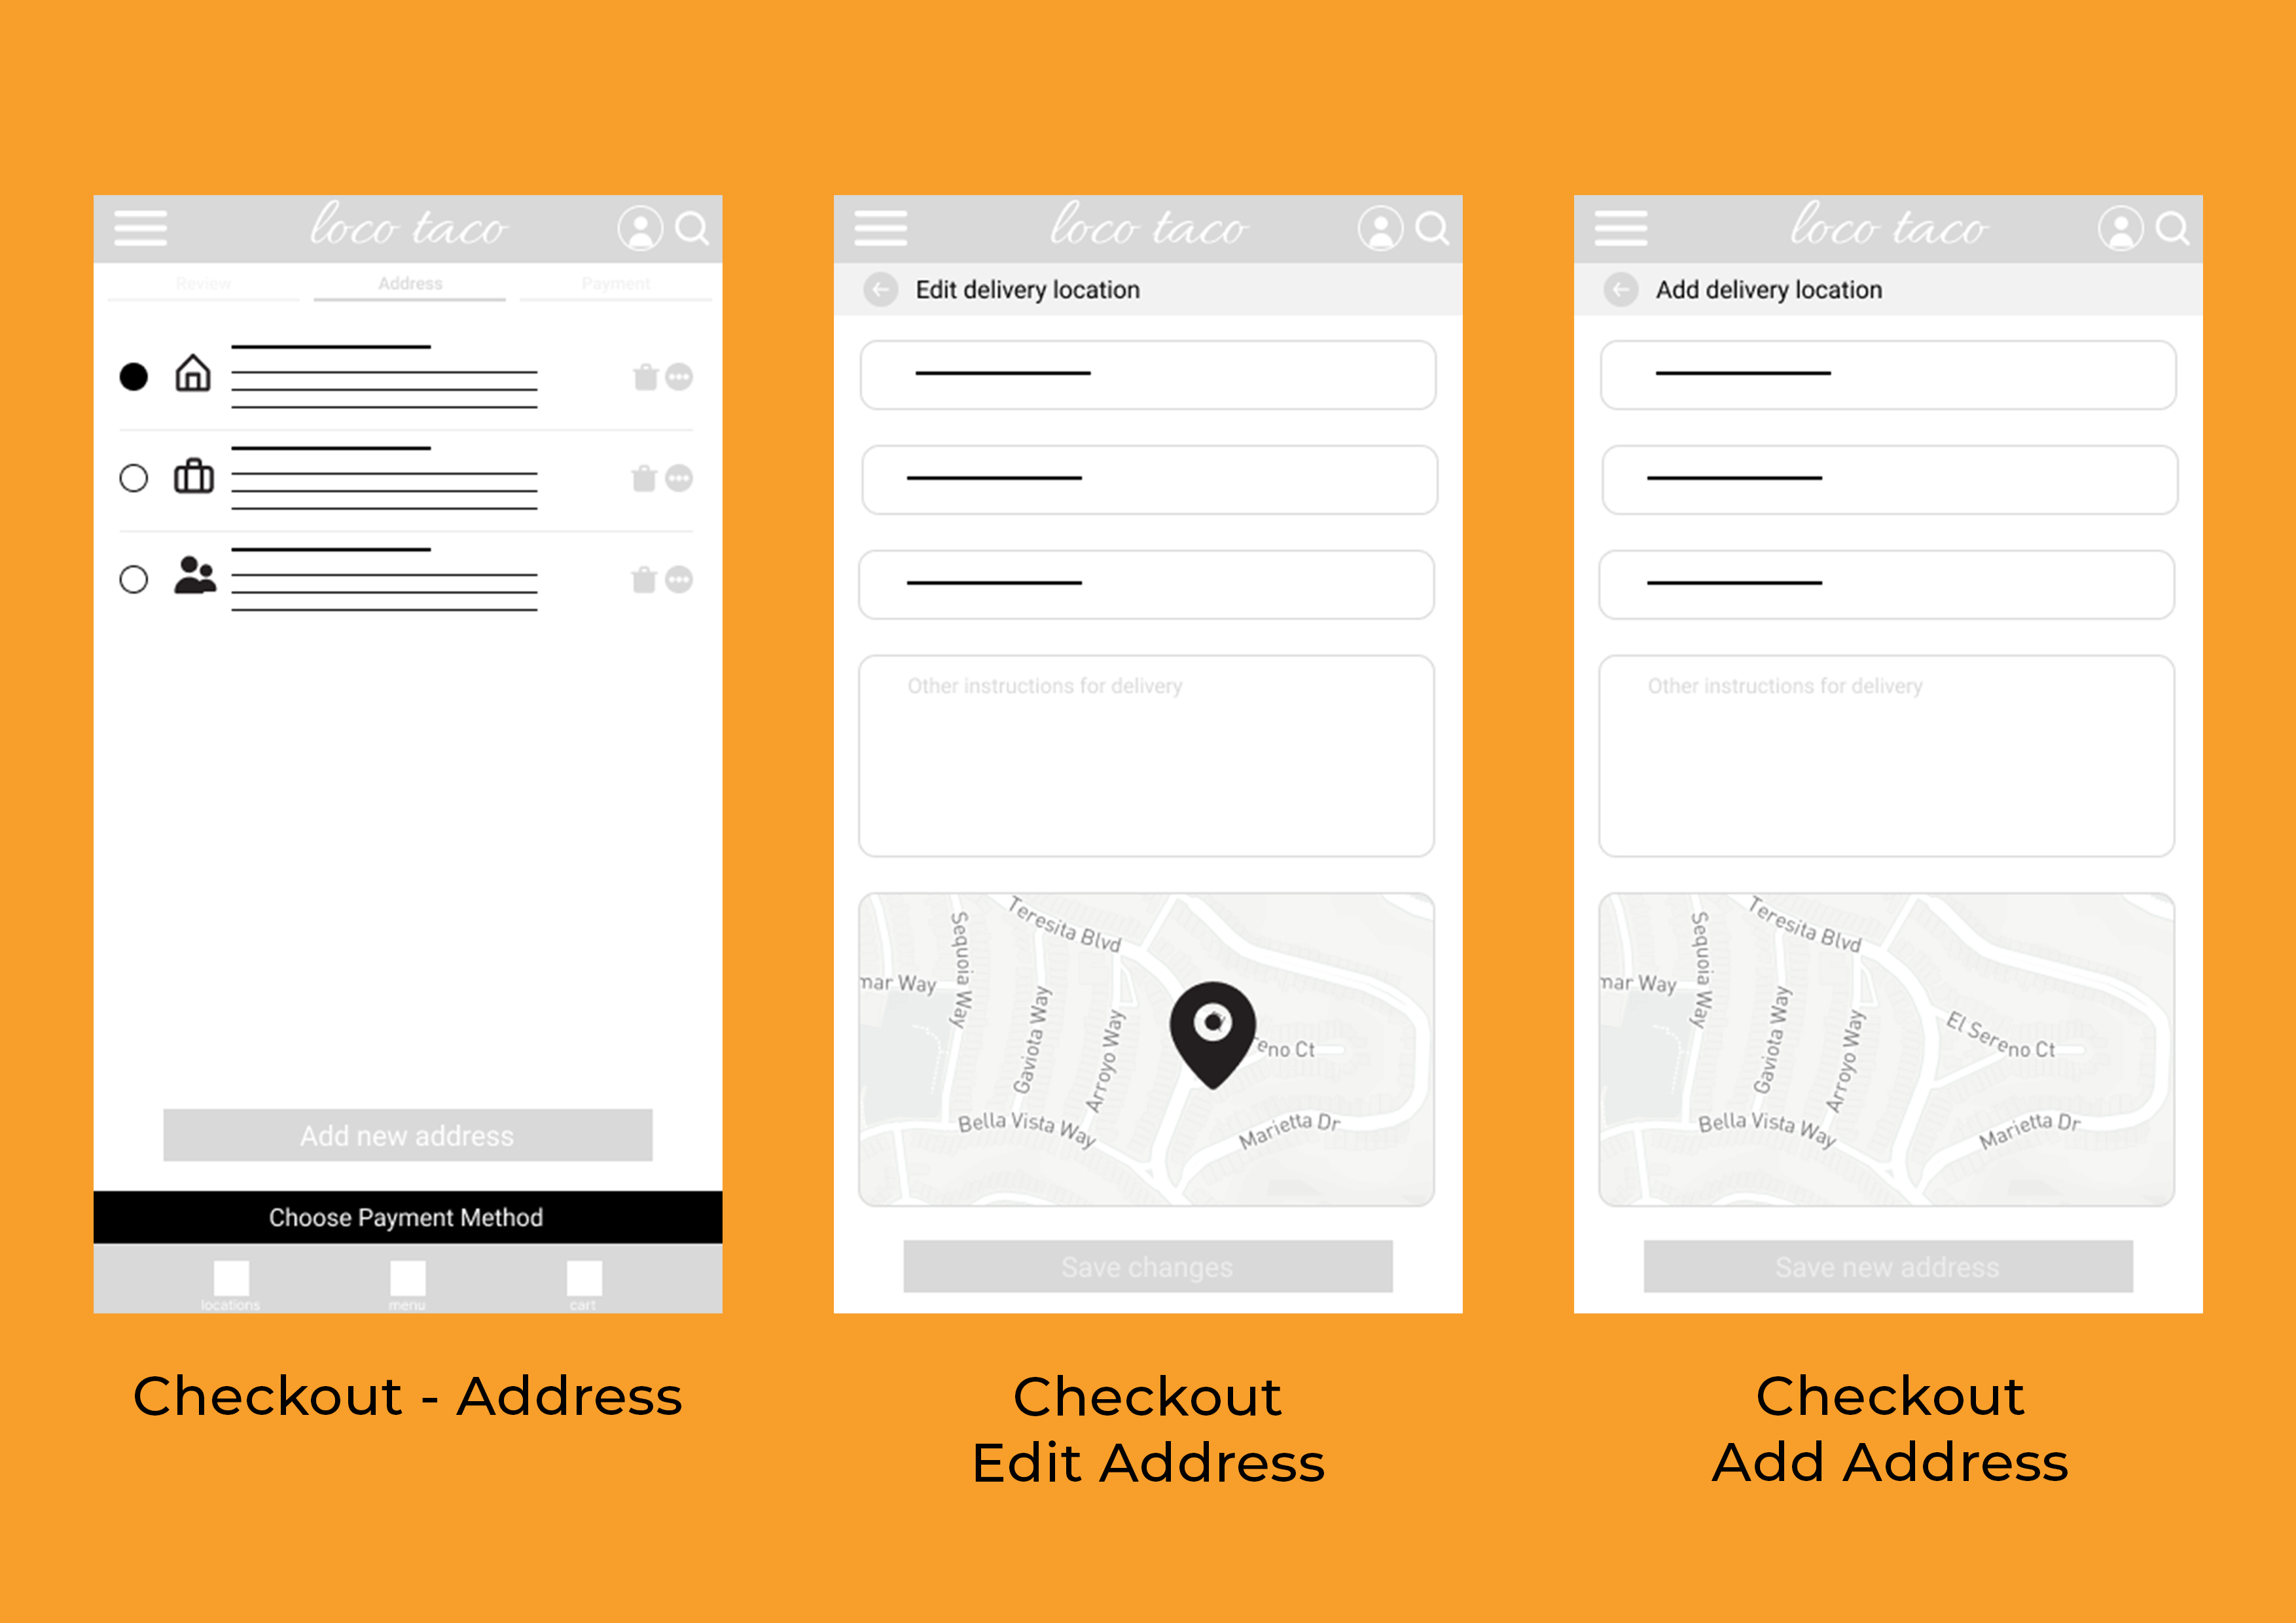 loco taco
Review
Address
Payment
Add new address
Choose Payment Method
locations
menu
cart
Checkout - Address
loco taco
Edit delivery location
Other instructions for delivery
Teresita Blvd
Sequoia Way
mar Way
Gaviota Way
Arroyo Way
eno Ct
Bella Vista Way
Marietta Dr
Save changes
Checkout
Edit Address
loco taco
Add delivery location
Other instructions for delivery
Teresita Blvd
Sequoia Way
mar Way
Gaviota Way
Arroyo Way
El Sereno Ct
Bella Vista Way
Marietta Dr
Save new address
Checkout
Add Address